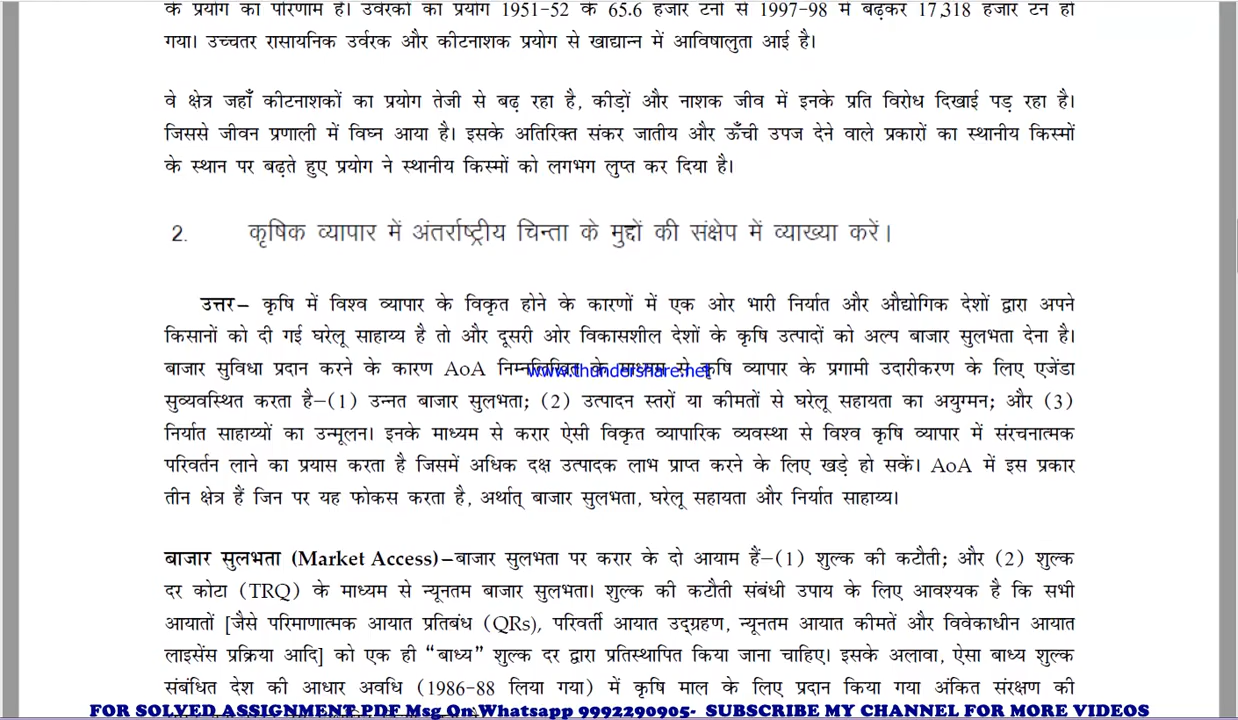 के प्रयोग का परिणाम है। उर्वरकों का प्रयोग 1951-52 के 65.6 हजार टनों से 1997-98 में बढ़कर 17,318 हजार टन हो
गया। उच्चतर रासायनिक उर्वरक और कीटनाशक प्रयोग से खाद्यान्न में आविषालुता आई है।
वे क्षेत्र जहाँ कीटनाशकों का प्रयोग तेजी से बढ़ रहा है, कीड़ों और नाशक जीव में इनके प्रति विरोध दिखाई पड़ रहा है।
जिससे जीवन प्रणाली में विघ्न आया है। इसके अतिरिक्त संकर जातीय और ऊँची उपज देने वाले प्रकारों का स्थानीय किस्मों
के स्थान पर बढ़ते हुए प्रयोग ने स्थानीय किस्मों को लगभग लुप्त कर दिया है।
2. कृषिक व्यापार में अंतर्राष्ट्रीय चिन्ता के मुद्दों की संक्षेप में व्याख्या करें।
उत्तर– कृषि में विश्व व्यापार के विकृत होने के कारणों में एक ओर भारी निर्यात और औद्योगिक देशों द्वारा अपने
किसानों को दी गई घरेलू साहाय्य है तो और दूसरी ओर विकासशील देशों के कृषि उत्पादों को अल्प बाजार सुलभता देना है।
बाजार सुविधा प्रदान करने के कारण AoA निम्नलिखित के माध्यम से कृषि व्यापार के प्रगामी उदारीकरण के लिए एजेंडा
www.thundershare.net
सुव्यवस्थित करता है–(1) उन्नत बाजार सुलभता; (2) उत्पादन स्तरों या कीमतों से घरेलू सहायता का अयुग्मन; और (3)
निर्यात साहाय्यों का उन्मूलन। इनके माध्यम से करार ऐसी विकृत व्यापारिक व्यवस्था से विश्व कृषि व्यापार में संरचनात्मक
परिवर्तन लाने का प्रयास करता है जिसमें अधिक दक्ष उत्पादक लाभ प्राप्त करने के लिए खड़े हो सकें। AoA में इस प्रकार
तीन क्षेत्र हैं जिन पर यह फोकस करता है, अर्थात् बाजार सुलभता, घरेलू सहायता और निर्यात साहाय्य।
बाजार सुलभता (Market Access)–बाजार सुलभता पर करार के दो आयाम हैं–(1) शुल्क की कटौती; और (2) शुल्क
दर कोटा (TRQ) के माध्यम से न्यूनतम बाजार सुलभता। शुल्क की कटौती संबंधी उपाय के लिए आवश्यक है कि सभी
आयातों [जैसे परिमाणात्मक आयात प्रतिबंध (QRs), परिवर्ती आयात उद्ग्रहण, न्यूनतम आयात कीमतें और विवेकाधीन आयात
लाइसेंस प्रक्रिया आदि] को एक ही “बाध्य” शुल्क दर द्वारा प्रतिस्थापित किया जाना चाहिए। इसके अलावा, ऐसा बाध्य शुल्क
संबंधित देश की आधार अवधि (1986-88 लिया गया) में कृषि माल के लिए प्रदान किया गया अंकित संरक्षण की
FOR SOLVED ASSIGNMENT PDF Msg On Whatsapp 9992290905- SUBSCRIBE MY CHANNEL FOR MORE VIDEOS